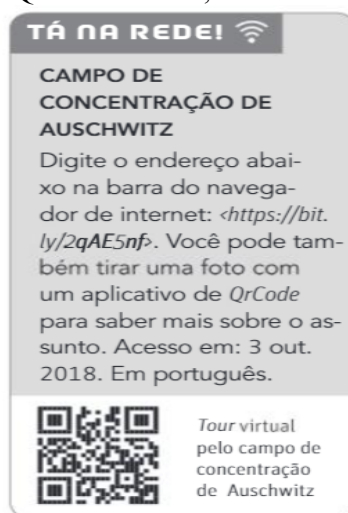 TÁ NA REDE!
CAMPO DE
CONCENTRAÇÃO DE
AUSCHWITZ
Digite o endereço abai-
xo na barra do navega-
dor de internet: <https://bit.
ly/2qAE5nf>. Você pode tam-
bém tirar uma foto com
um aplicativo de QrCode
para saber mais sobre o as-
sunto. Acesso em: 3 out.
2018. Em português.
Tour virtual
pelo campo de
concentração
de Auschwitz